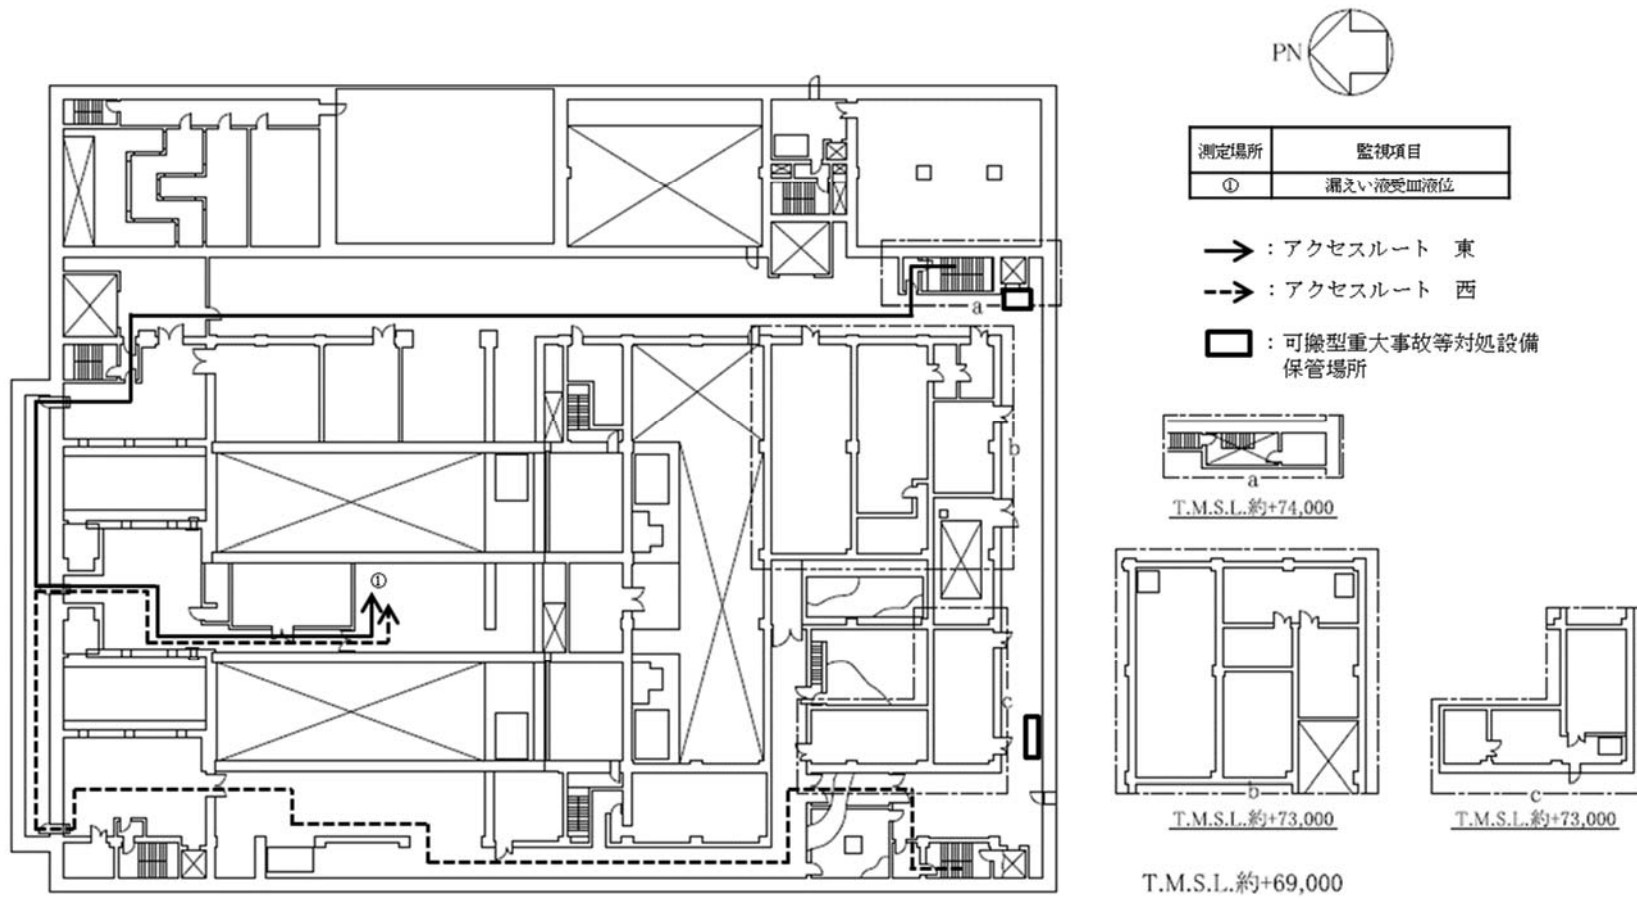 PN
測定場所 監視項目
① 漏えい液受皿液位
：アクセスルート 東
：アクセスルート 西
：可搬型重大事故等対処設備
保管場所
a
b
c
①
a
T.M.S.L.約+74,000
b
T.M.S.L.約+73,000
c
T.M.S.L.約+73,000
T.M.S.L.約+69,000